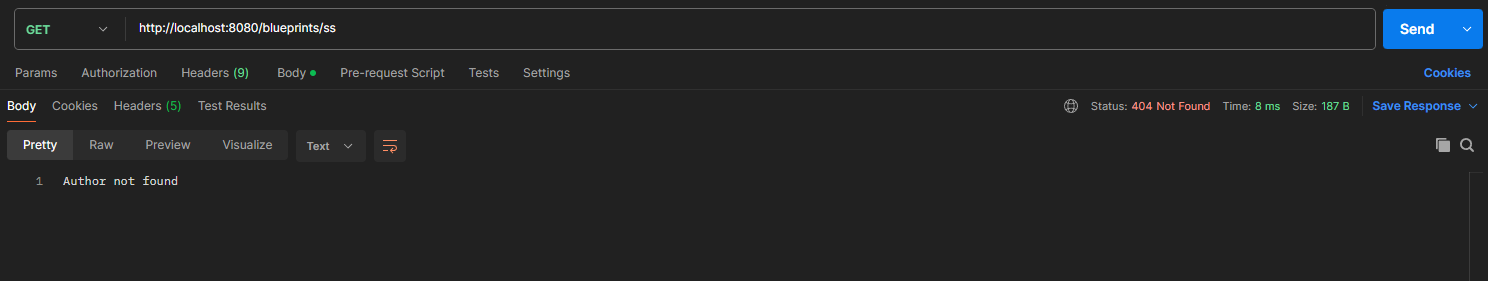 GET http://localhost:8080/blueprints/ss Send
Params Authorization Headers (9) Body Pre-request Script Tests Settings Cookies
Body Cookies Headers (5) Test Results Status: 404 Not Found Time: 8 ms Size: 187 B Save Response
Pretty Raw Preview Visualize Text
1 Author not found